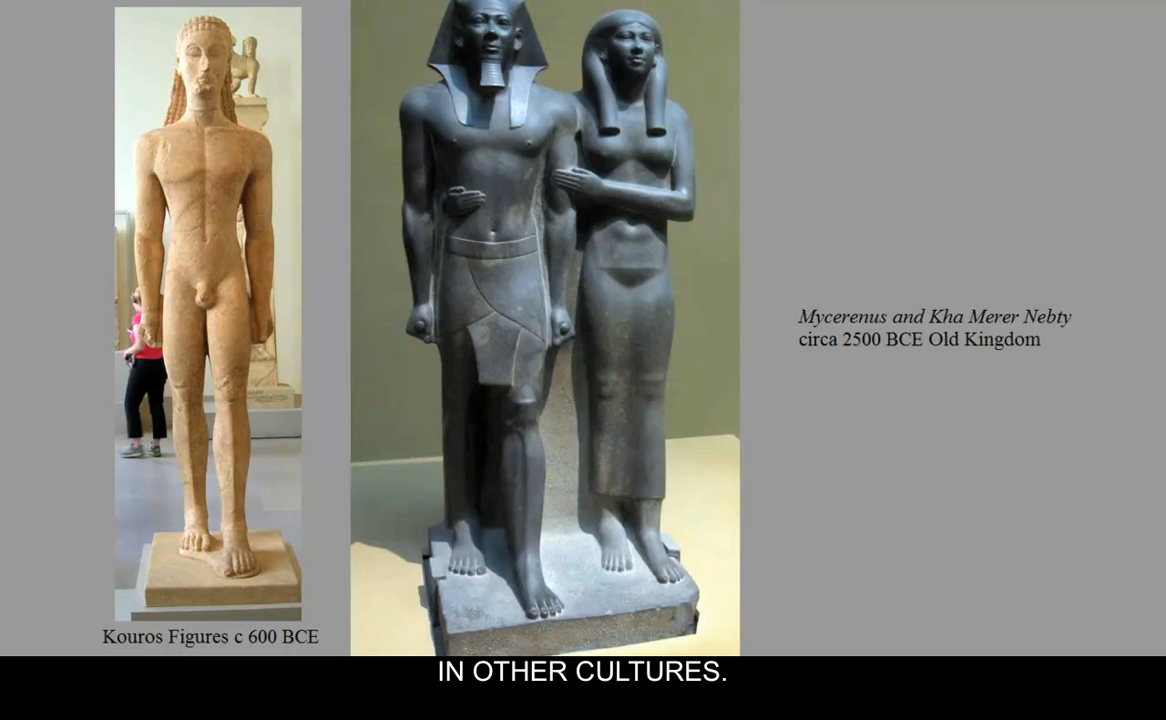 Mycerenus and Kha Merer Nebty
circa 2500 BCE Old Kingdom
Kouros Figures c 600 BCE
IN OTHER CULTURES.